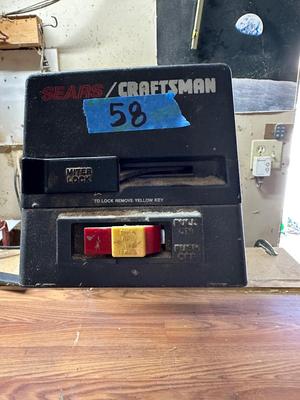 SEARS / CRAFTSMAN
58
MITER
LOCK
TO LOCK REMOVE YELLOW KEY
PULL
ON
PUSH
OFF